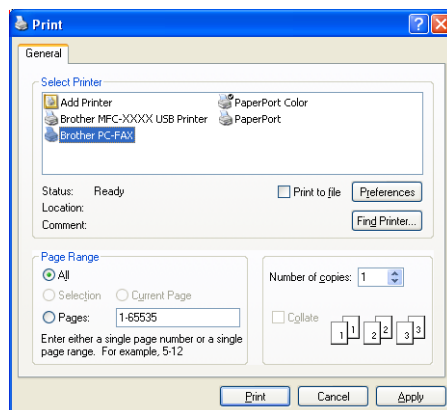 Print
General
Select Printer
Add Printer
PaperPort Color
Brother MFC-XXXX USB Printer
PaperPort
Brother PC-FAX
Status: Ready
Print to file
Preferences
Location:
Comment:
Find Printer...
Page Range
All
Selection
Current Page
Pages: 1-65535
Enter either a single page number or a single
page range. For example, 5-12
Number of copies: 1
Collate
1 1 2 2 3 3
Print
Cancel
Apply